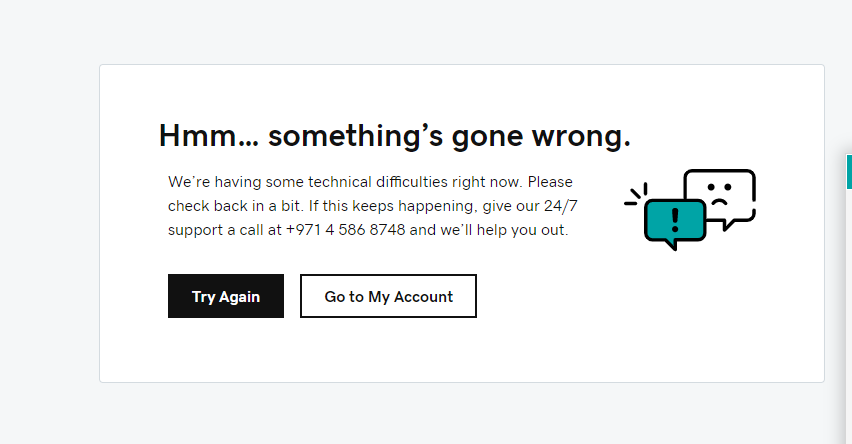 Hmm... something's gone wrong.
We're having some technical difficulties right now. Please
check back in a bit. If this keeps happening, give our 24/7
support a call at +971 4 586 8748 and we'll help you out.
Try Again
Go to My Account